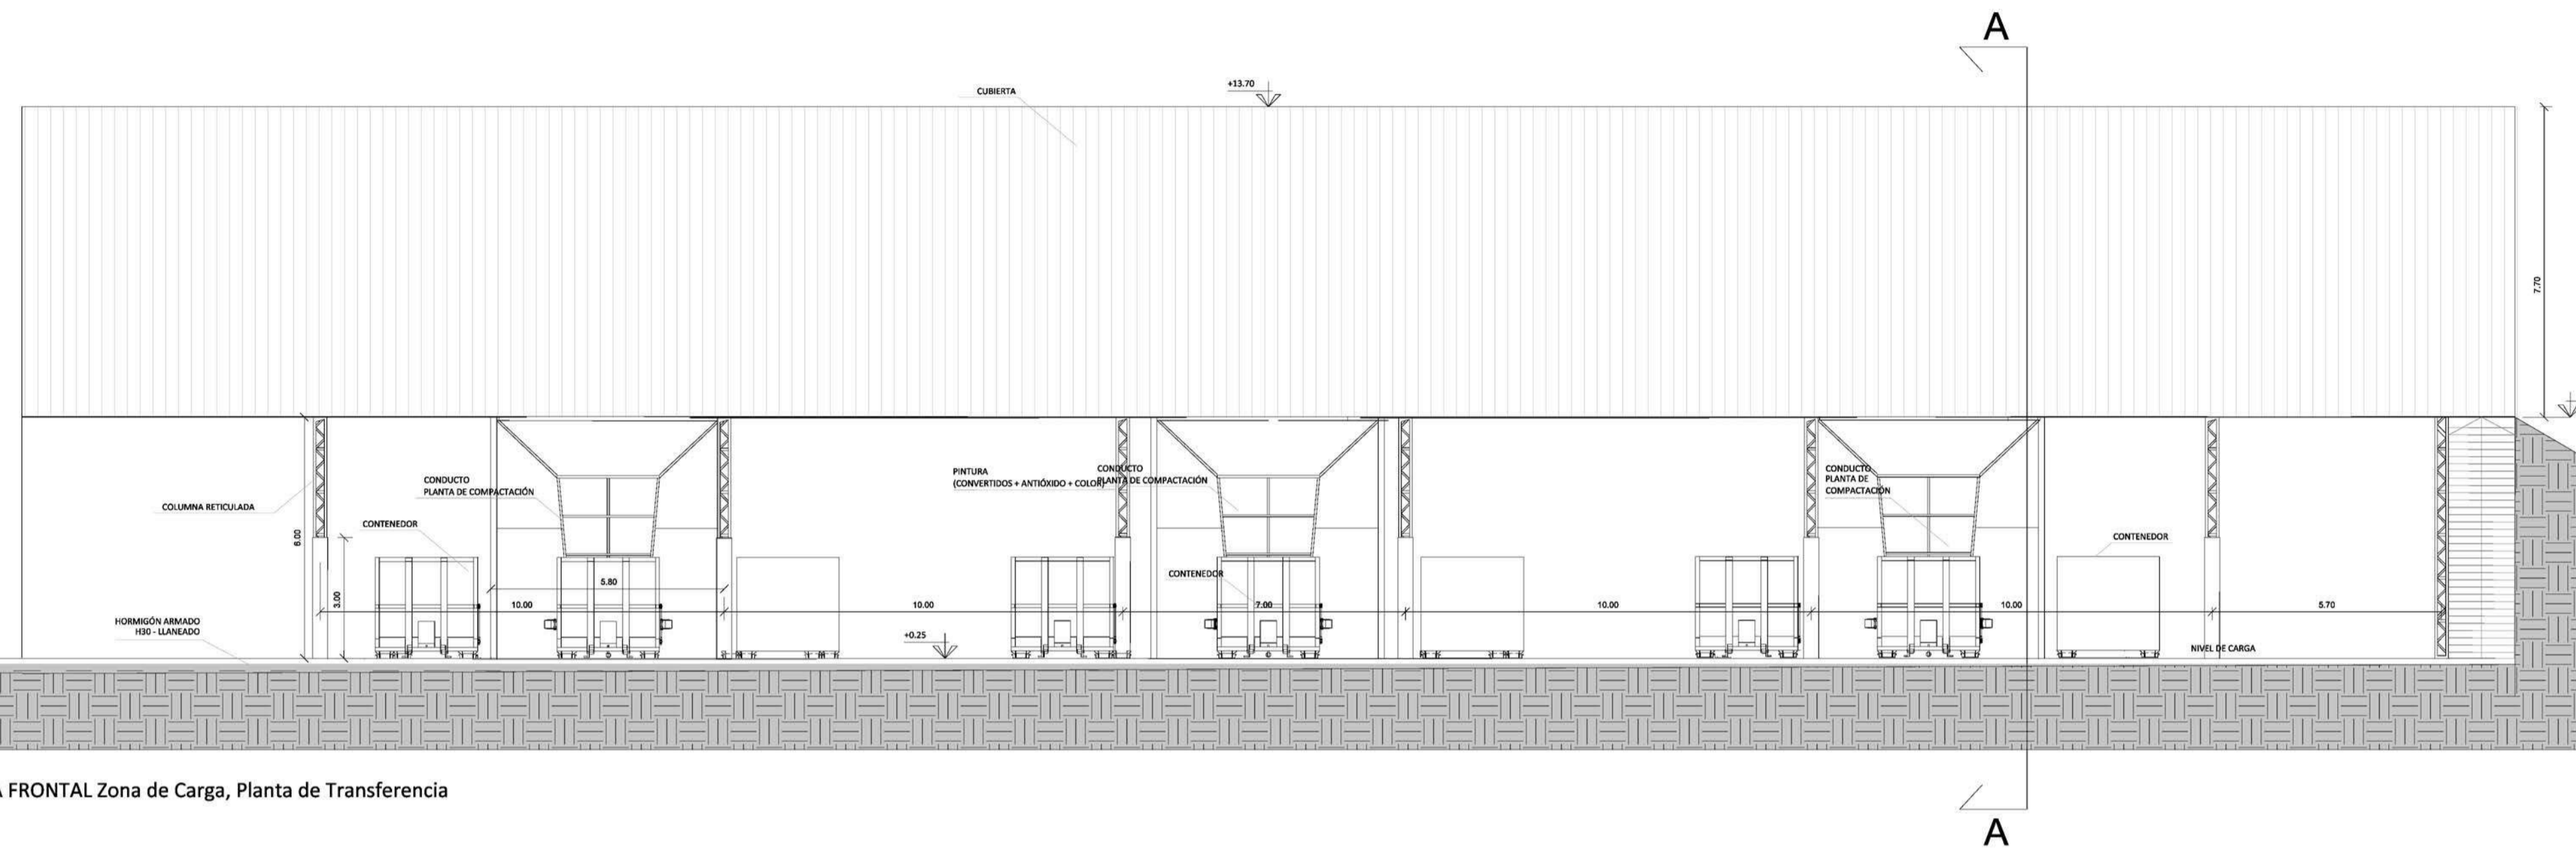 A
+13.70
CUBIERTA
7.70
CONDUCTO
PLANTA DE COMPACTACIÓN
PINTURA
(CONVERTIDOS + ANTIÓXIDO + COLOR)
CONDUCTO
PLANTA DE COMPACTACIÓN
CONDUCTO
PLANTA DE
COMPACTACIÓN
COLUMNA RETICULADA
CONTENEDOR
6.00
CONTENEDOR
CONTENEDOR
5.80
3.00
10.00
10.00
7.00
10.00
10.00
5.70
HORMIGÓN ARMADO
H30 - LLANEADO
+0.25
NIVEL DE CARGA
A FRONTAL Zona de Carga, Planta de Transferencia
A